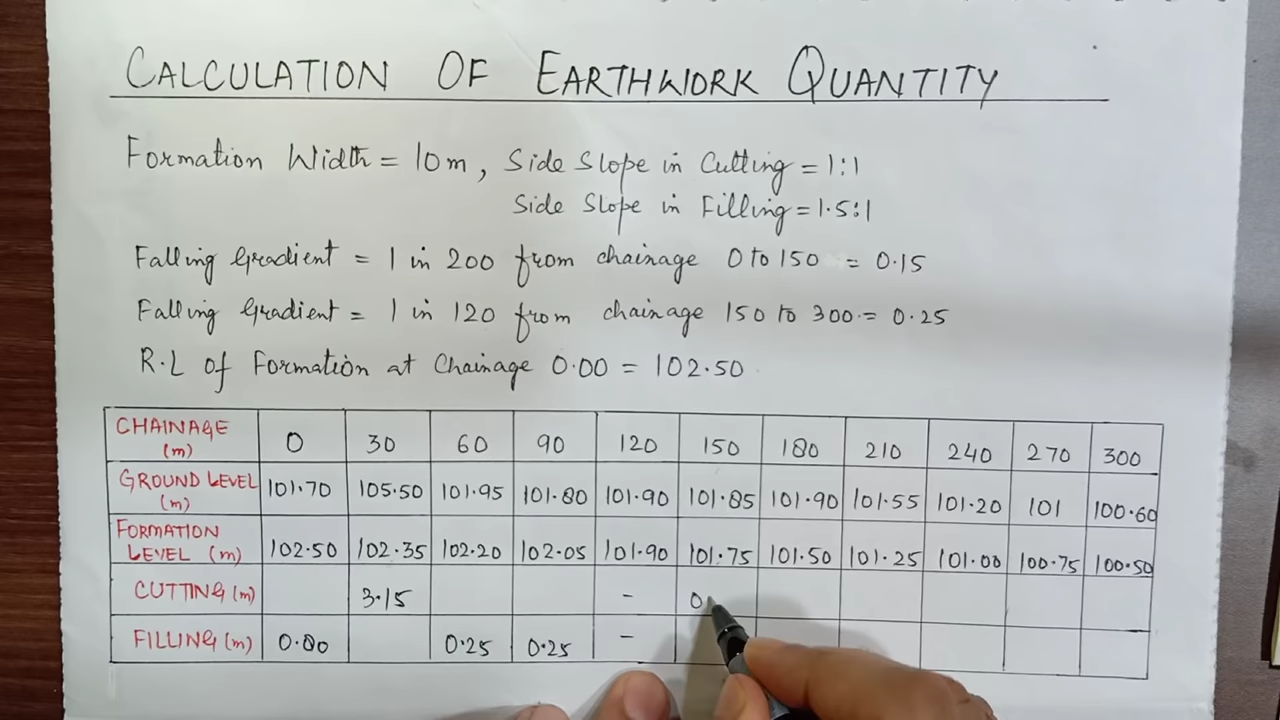 CALCULATION OF EARTHWORK QUANTITY
Formation Width = 10m, Side Slope in Cutting = 1:1
Side Slope in Filling = 1.5:1
Falling Gradient = 1 in 200 from chainage 0 to 150 = 0.15
Falling Gradient = 1 in 120 from chainage 150 to 300 = 0.25
R.L of Formation at Chainage 0.00 = 102.50
CHAINAGE (m) 0 30 60 90 120 150 180 210 240 270 300
GROUND LEVEL (m) 101.70 105.50 101.95 101.80 101.90 101.85 101.90 101.55 101.20 101 100.60
FORMATION LEVEL (m) 102.50 102.35 102.20 102.05 101.90 101.75 101.50 101.25 101.00 100.75 100.50
CUTTING (m) 3.15 - 0.
FILLING (m) 0.80 0.25 0.25 -